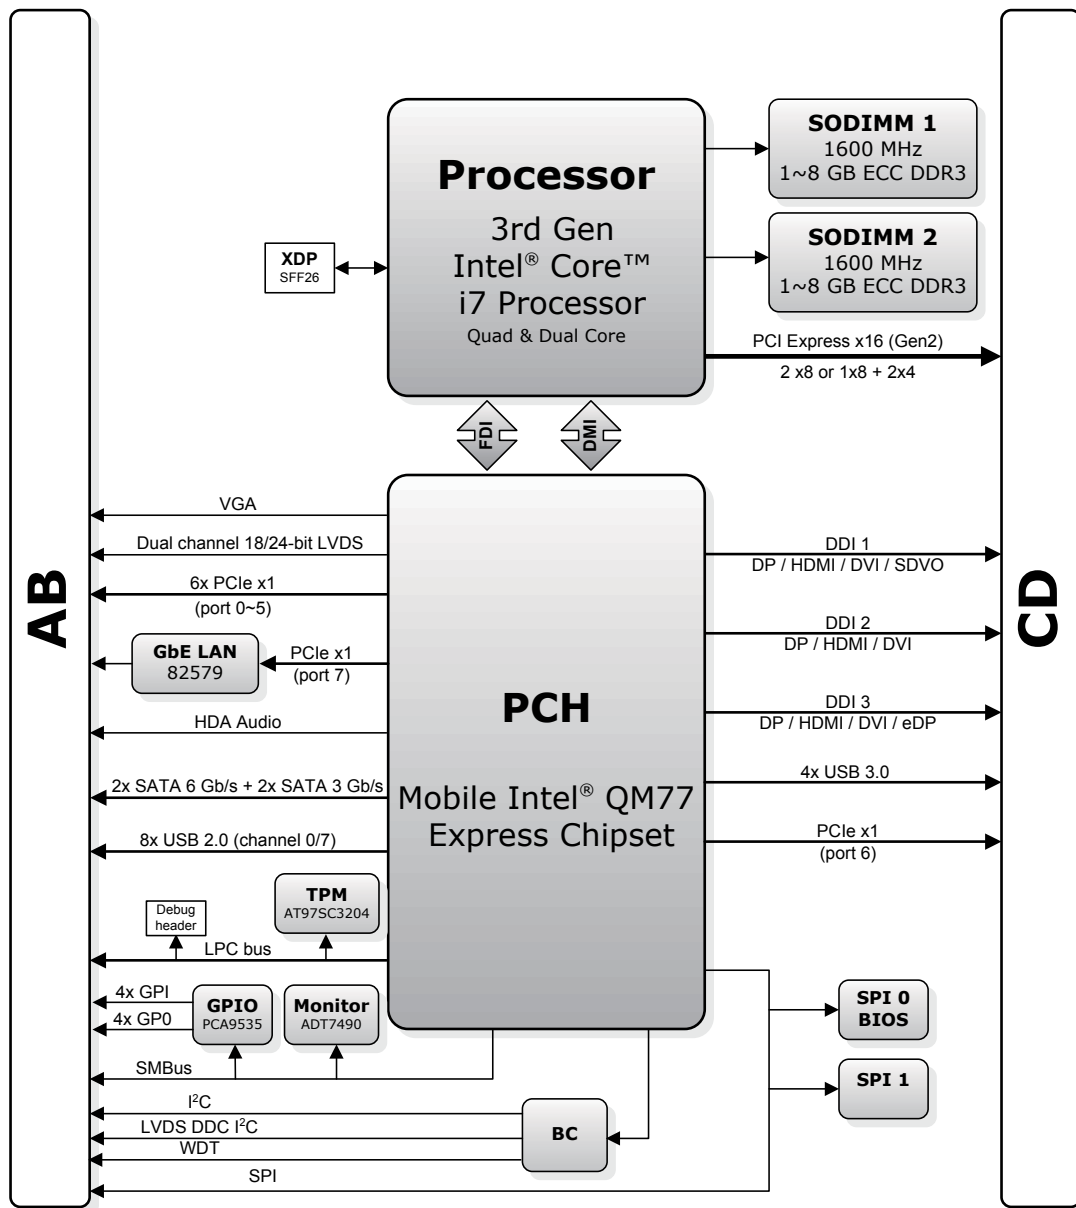 AB
CD
Processor
3rd Gen
Intel® Core™
i7 Processor
Quad & Dual Core
XDP
SFF26
SODIMM 1
1600 MHz
1~8 GB ECC DDR3
SODIMM 2
1600 MHz
1~8 GB ECC DDR3
PCI Express x16 (Gen2)
2 x8 or 1x8 + 2x4
FDI
DMI
PCH
Mobile Intel® QM77
Express Chipset
VGA
Dual channel 18/24-bit LVDS
6x PCIe x1
(port 0~5)
GbE LAN
82579
PCIe x1
(port 7)
HDA Audio
2x SATA 6 Gb/s + 2x SATA 3 Gb/s
8x USB 2.0 (channel 0/7)
TPM
AT97SC3204
Debug
header
LPC bus
4x GPI
4x GP0
GPIO
PCA9535
Monitor
ADT7490
SMBus
I²C
LVDS DDC I²C
WDT
SPI
BC
DDI 1
DP / HDMI / DVI / SDVO
DDI 2
DP / HDMI / DVI
DDI 3
DP / HDMI / DVI / eDP
4x USB 3.0
PCIe x1
(port 6)
SPI 0
BIOS
SPI 1